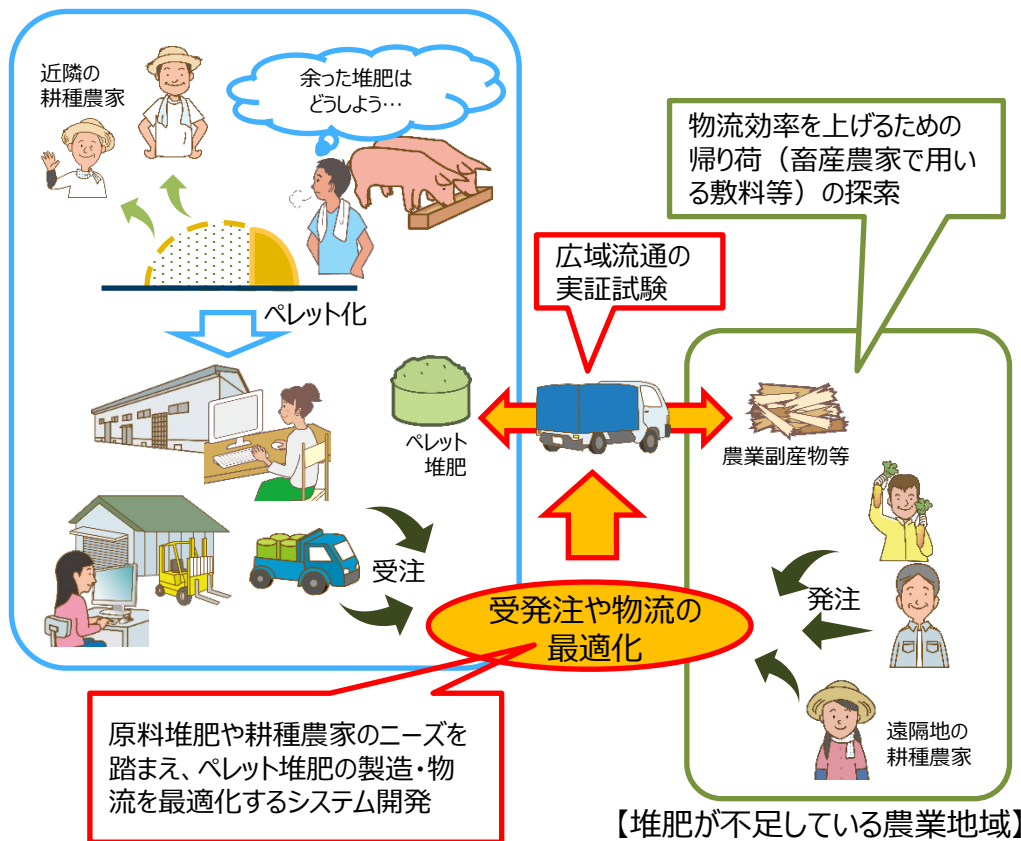 近隣の
耕種農家
余った堆肥は
どうしよう…
ペレット化
ペレット
堆肥
受注
広域流通の
実証試験
物流効率を上げるための
帰り荷（畜産農家で用い
る敷料等）の探索
農業副産物等
発注
遠隔地の
耕種農家
受発注や物流の
最適化
原料堆肥や耕種農家のニーズを
踏まえ、ペレット堆肥の製造・物
流を最適化するシステム開発
【堆肥が不足している農業地域】